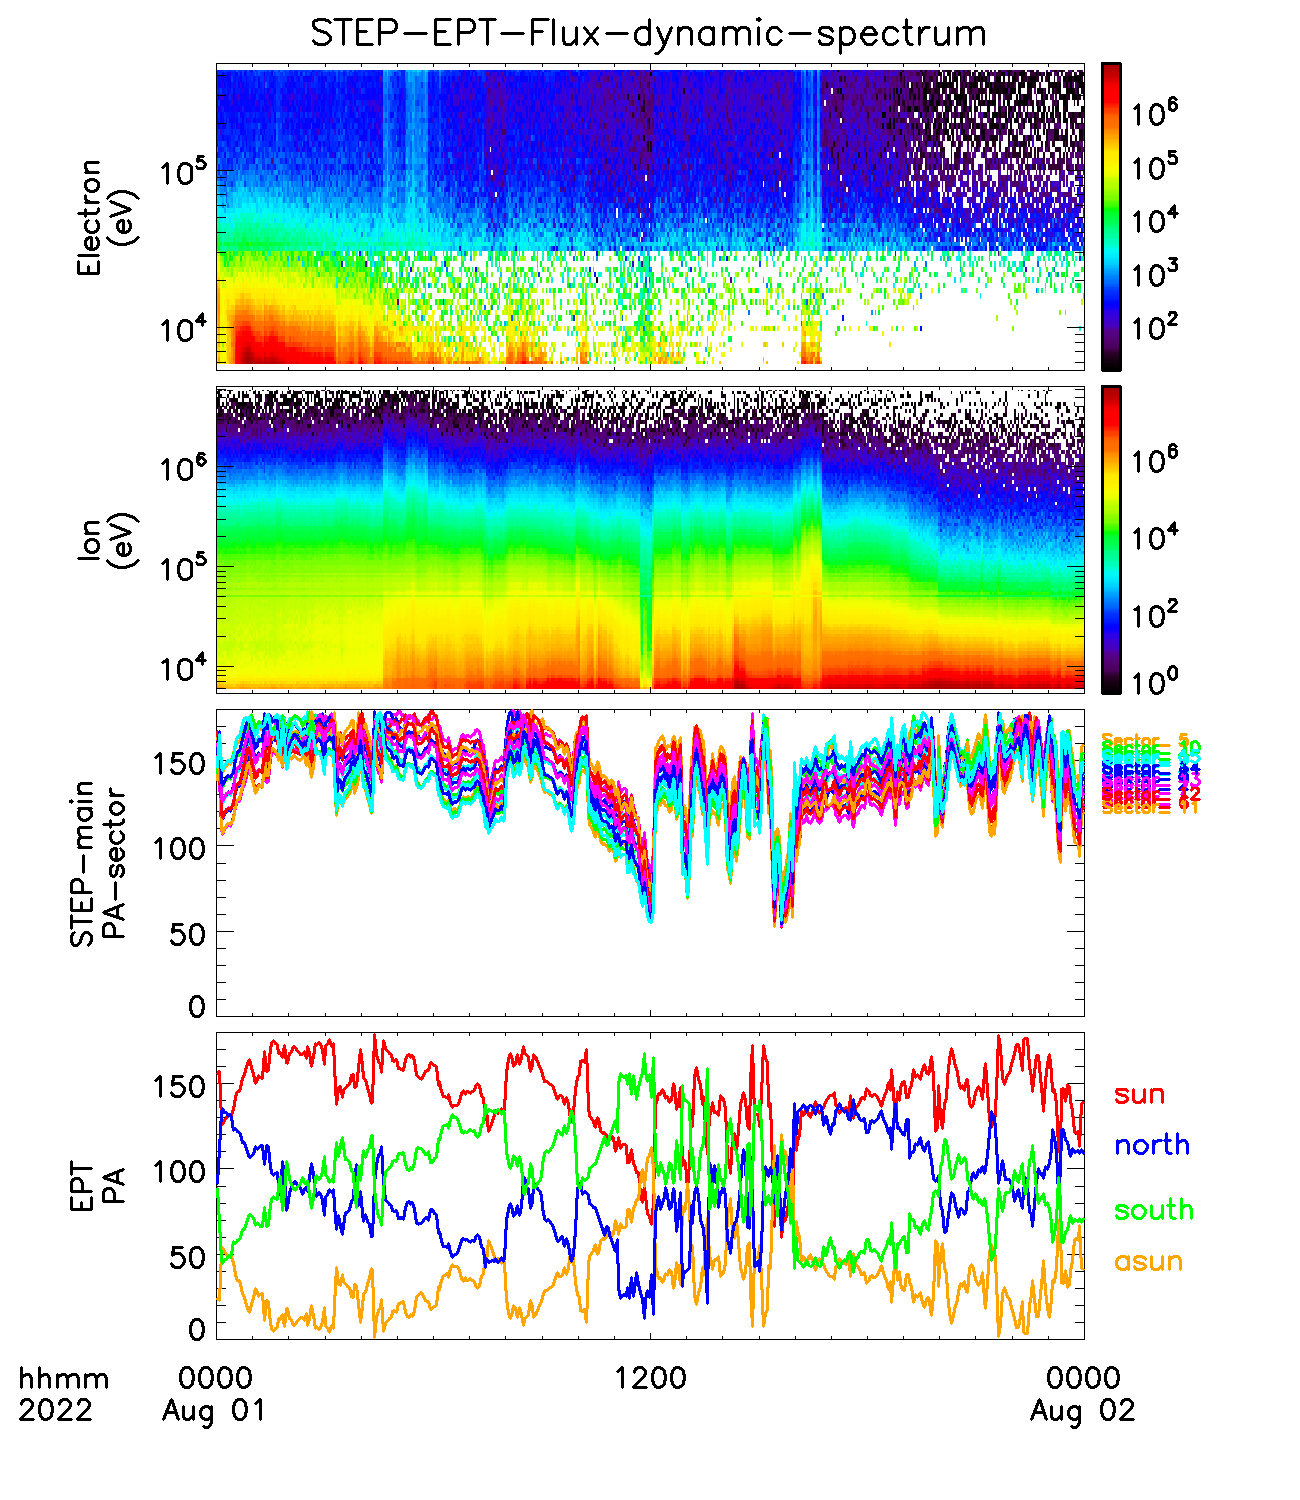 STEP-EPT-Flux-dynamic-spectrum
Electron
(eV)
10^5
10^4
10^6
10^5
10^4
10^3
10^2
Ion
(eV)
10^6
10^5
10^4
10^6
10^4
10^2
10^0
STEP-main
PA-sector
150
100
50
0
EPT
PA
150
100
50
0
sun
north
south
asun
hhmm 0000 1200 0000
2022 Aug 01 Aug 02